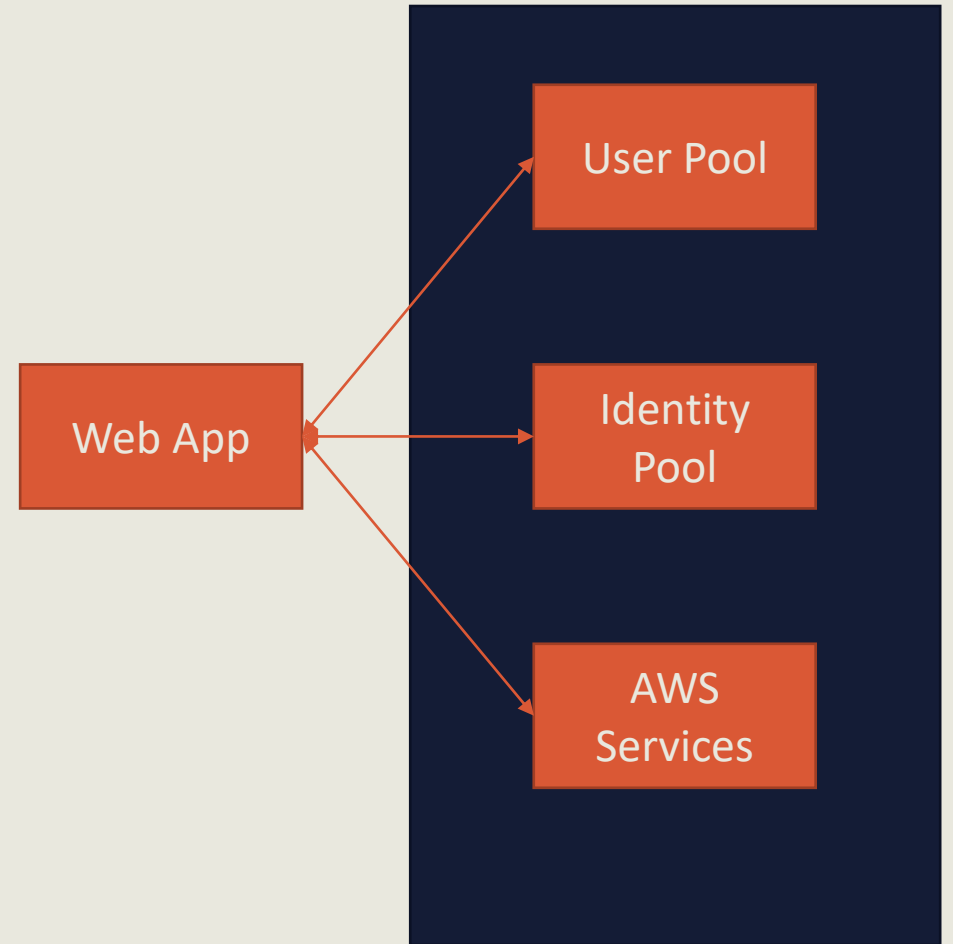 User Pool
Web App
Identity
Pool
AWS
Services